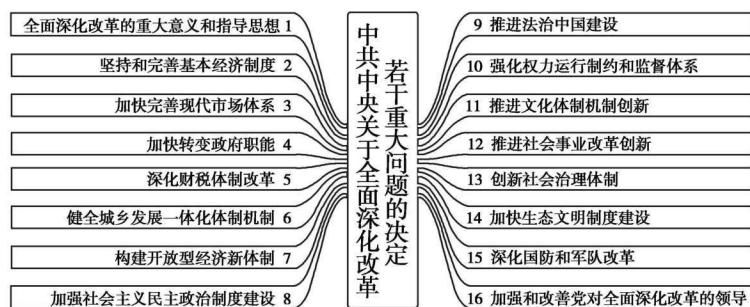 中共中央关于全面深化改革
若干重大问题的决定
全面深化改革的重大意义和指导思想 1
坚持和完善基本经济制度 2
加快完善现代市场体系 3
加快转变政府职能 4
深化财税体制改革 5
健全城乡发展一体化体制机制 6
构建开放型经济新体制 7
加强社会主义民主政治制度建设 8
9 推进法治中国建设
10 强化权力运行制约和监督体系
11 推进文化体制机制创新
12 推进社会事业改革创新
13 创新社会治理体制
14 加快生态文明制度建设
15 深化国防和军队改革
16 加强和改善党对全面深化改革的领导